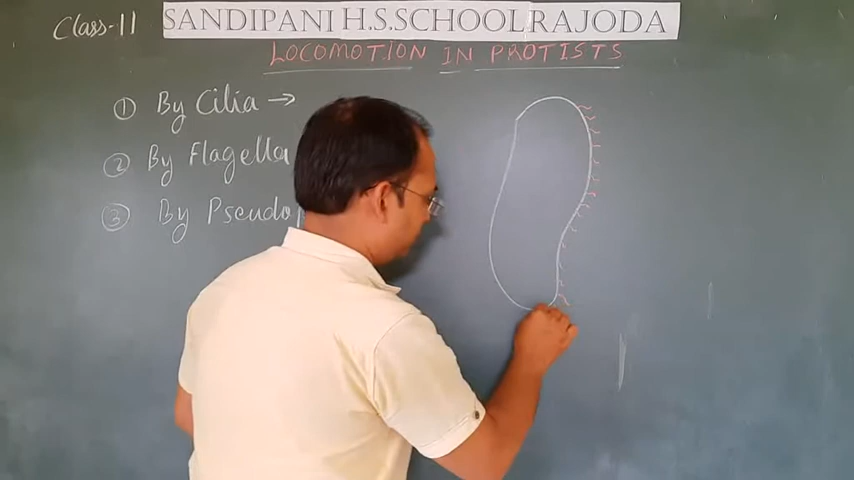 Class-11
SANDIPANI H.S.SCHOOL RAJODA
LOCOMOTION IN PROTISTS
① By Cilia →
② By Flagella
③ By Pseudo